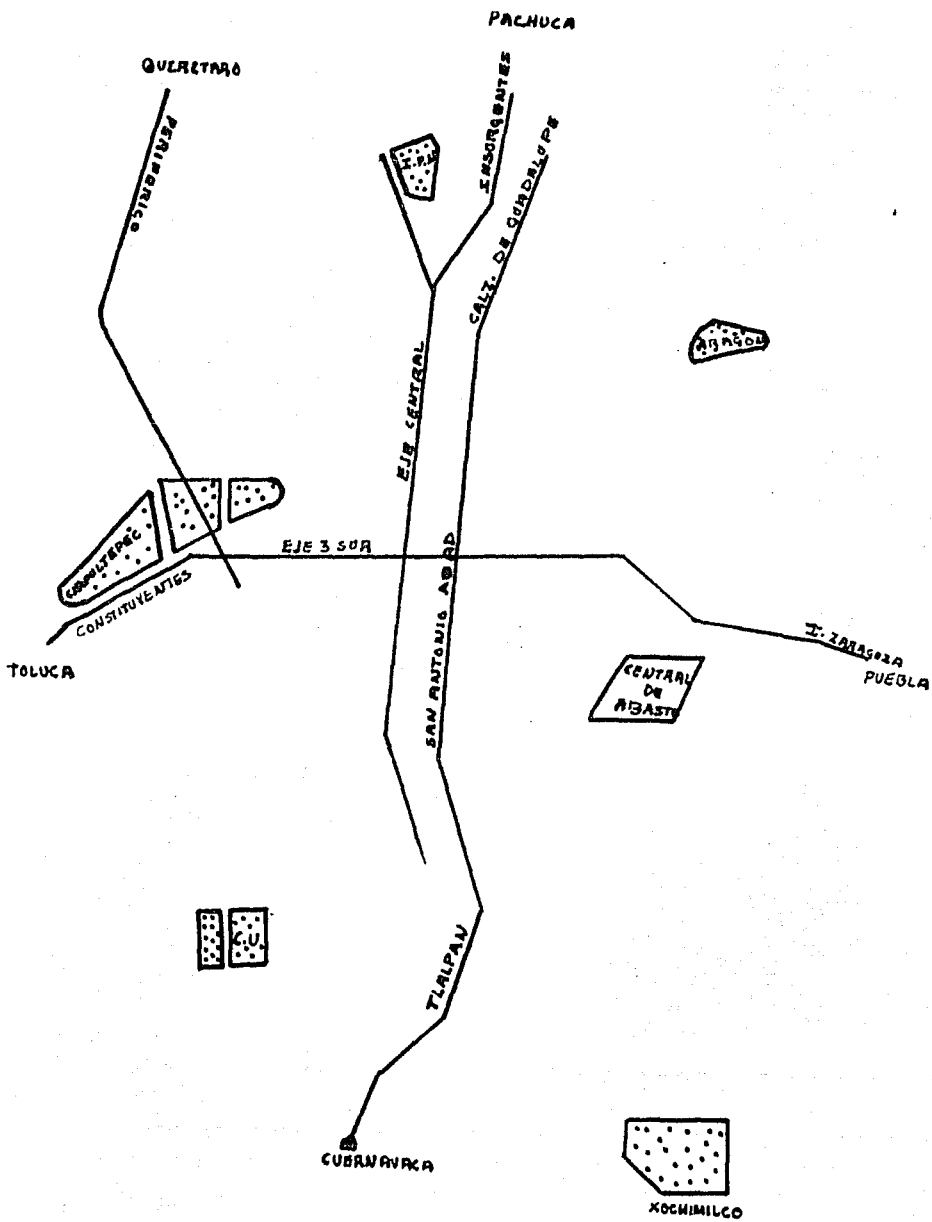 PACHUCA
QUERETARO
PERIFERICO
INSURGENTES
CALZ. DE GUADALUPE
ARAGON
EJE CENTRAL
CHAPULTEPEC
EJE 3 SUR
CONSTITUYENTES
SAN ANTONIO ABAD
TOLUCA
I. ZARAGOZA
PUEBLA
CENTRAL
DE
ABASTO
C.U.
TLALPAN
CUERNAVACA
XOCHIMILCO